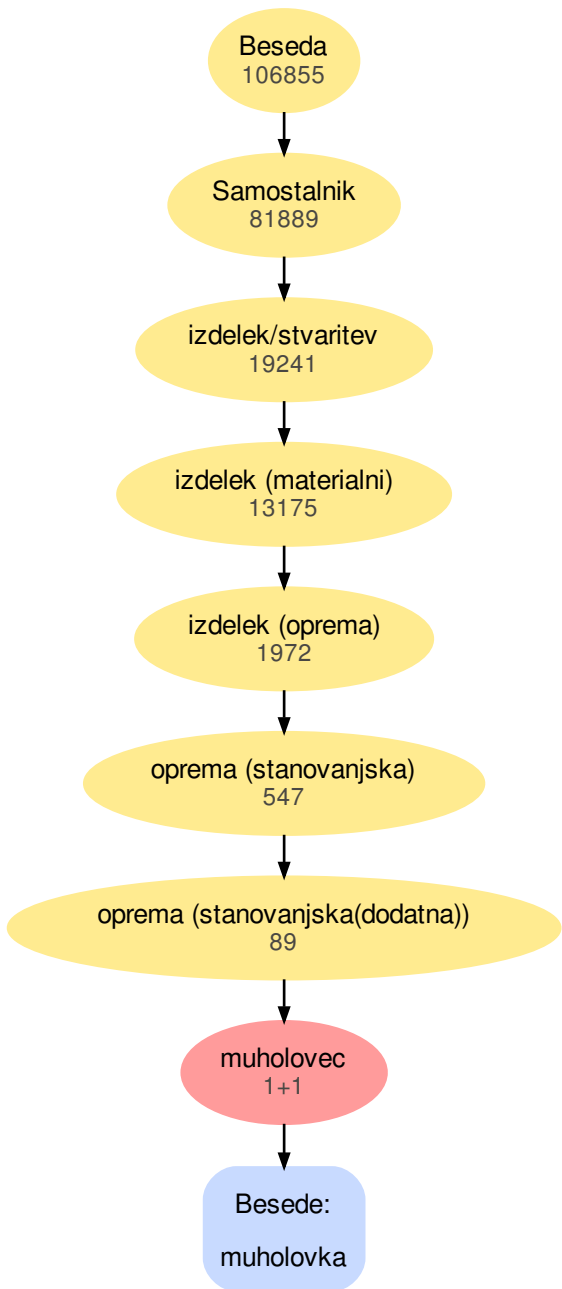 Beseda
106855
Samostalnik
81889
izdelek/stvaritev
19241
izdelek (materialni)
13175
izdelek (oprema)
1972
oprema (stanovanjska)
547
oprema (stanovanjska(dodatna))
89
muholovec
1+1
Besede:
muholovka